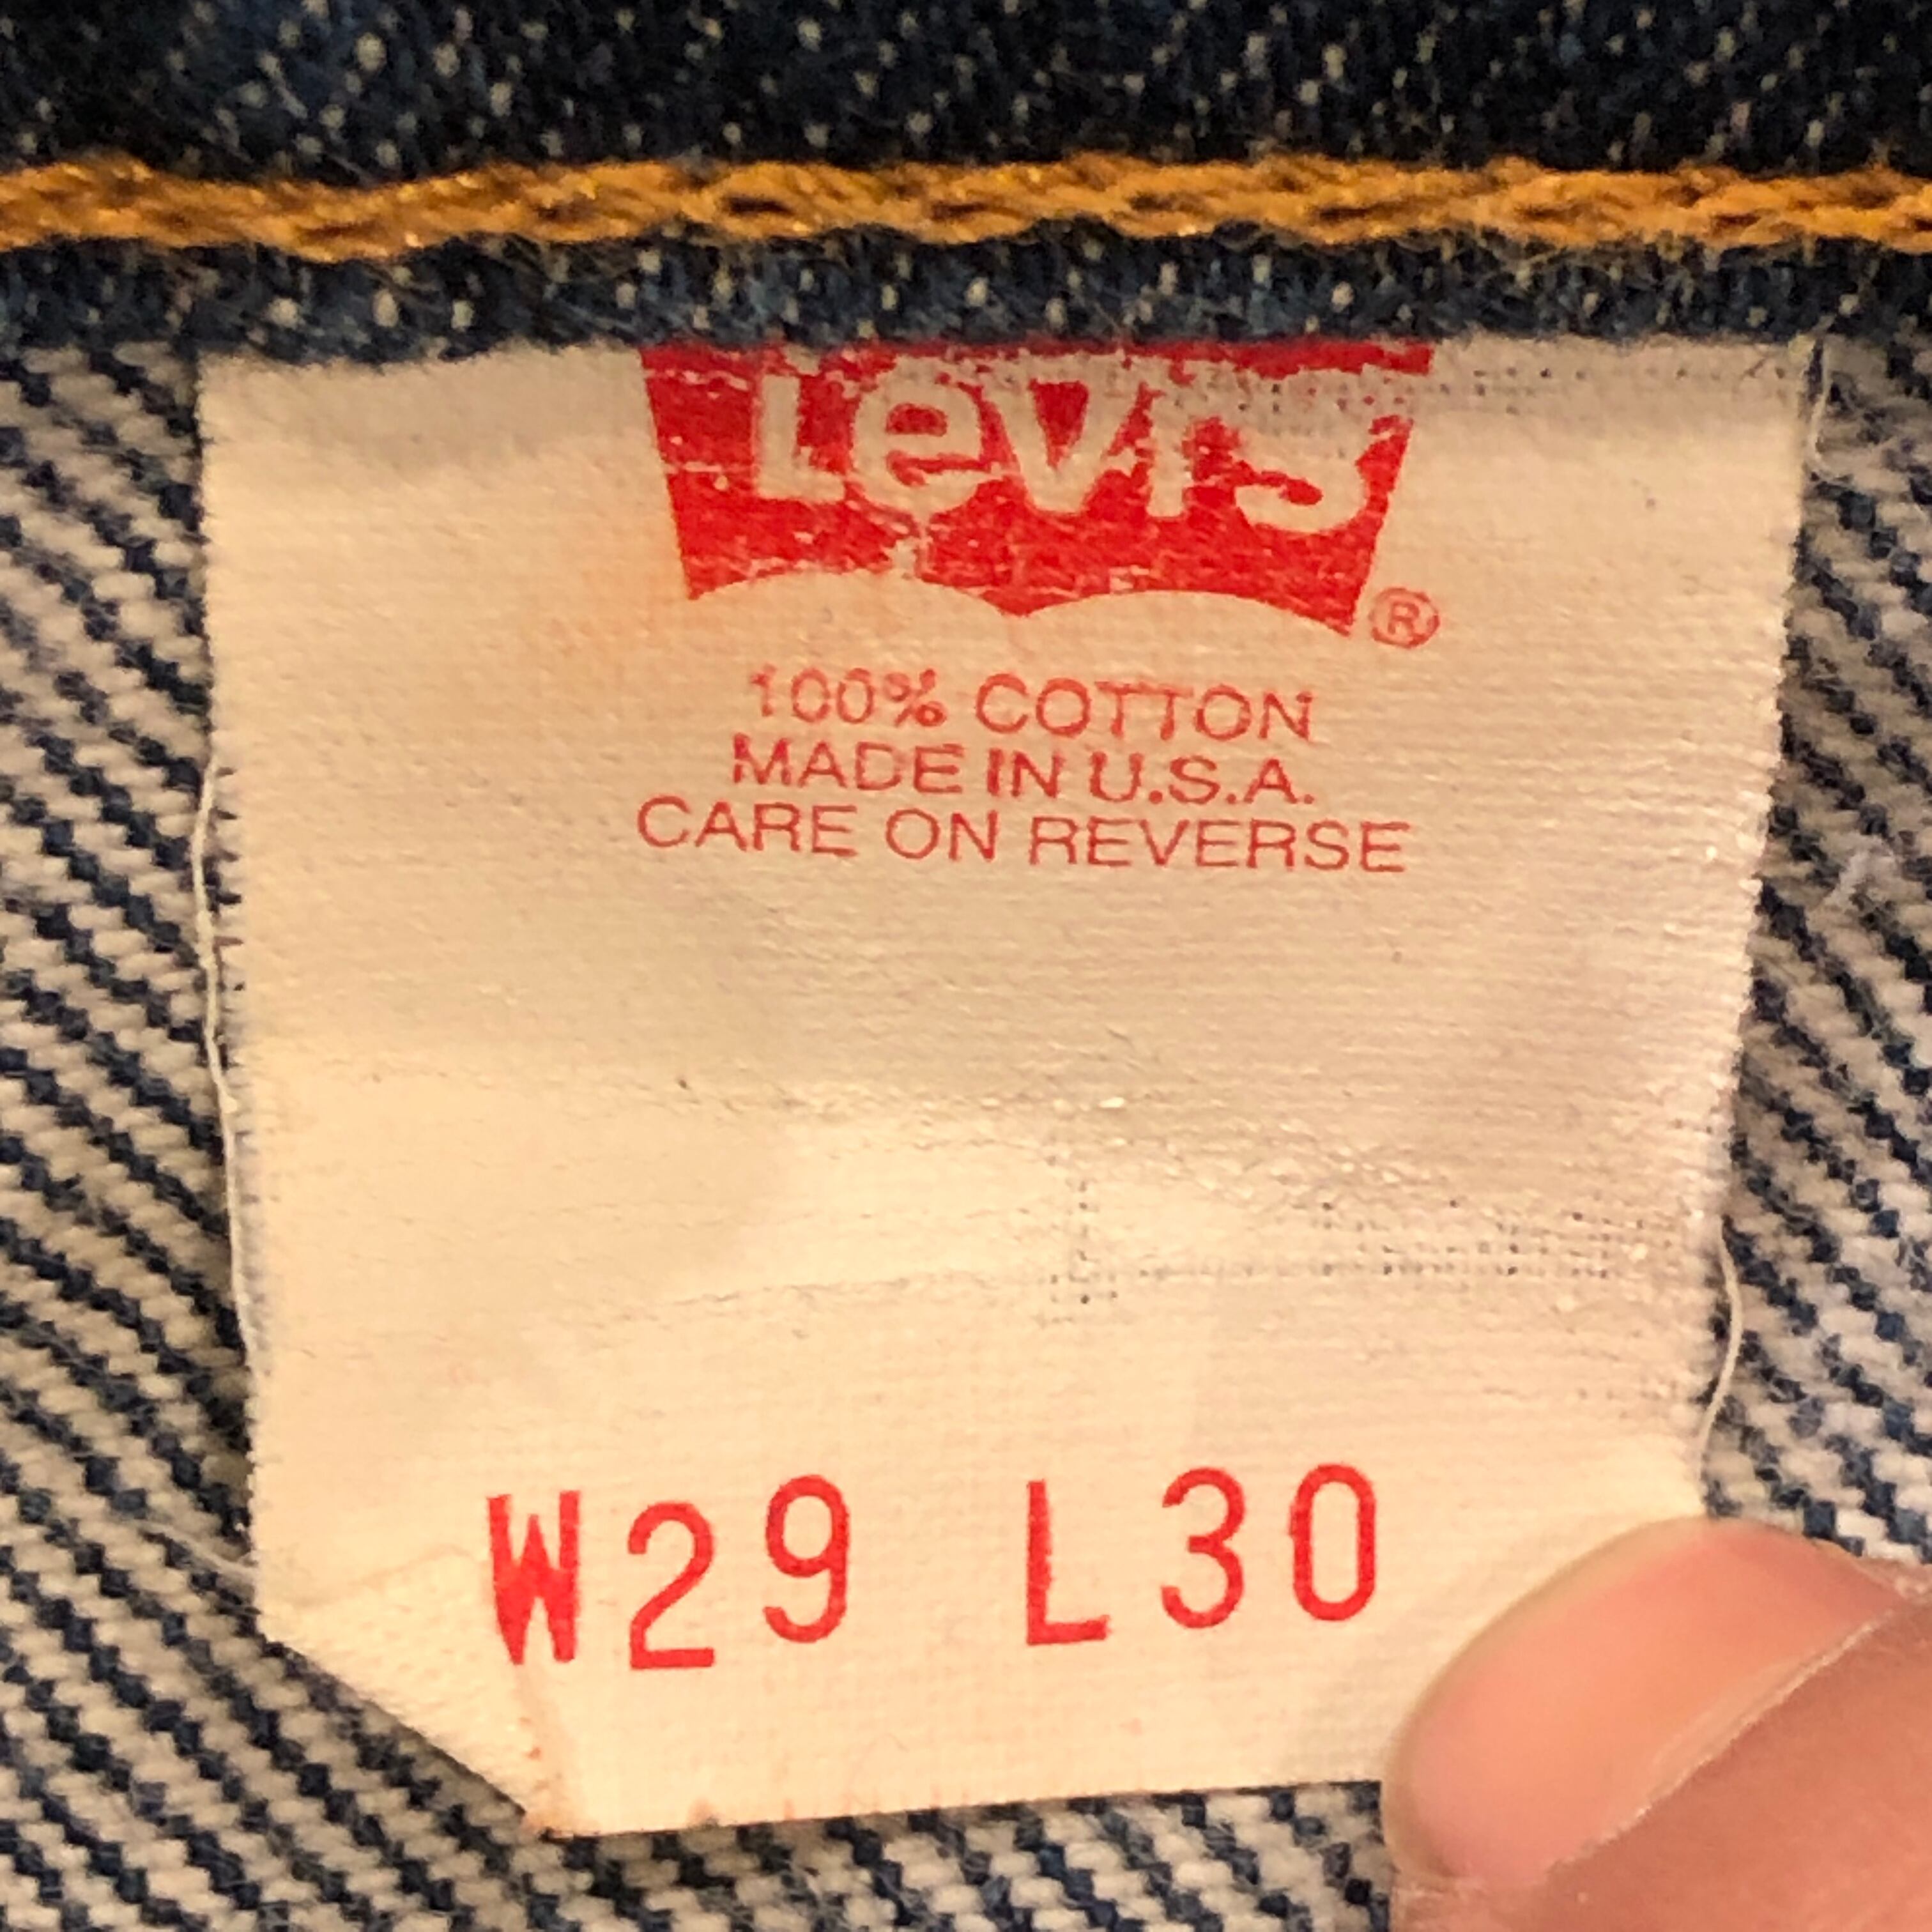 Levi's
®
100% COTTON
MADE IN U.S.A.
CARE ON REVERSE
W29 L30